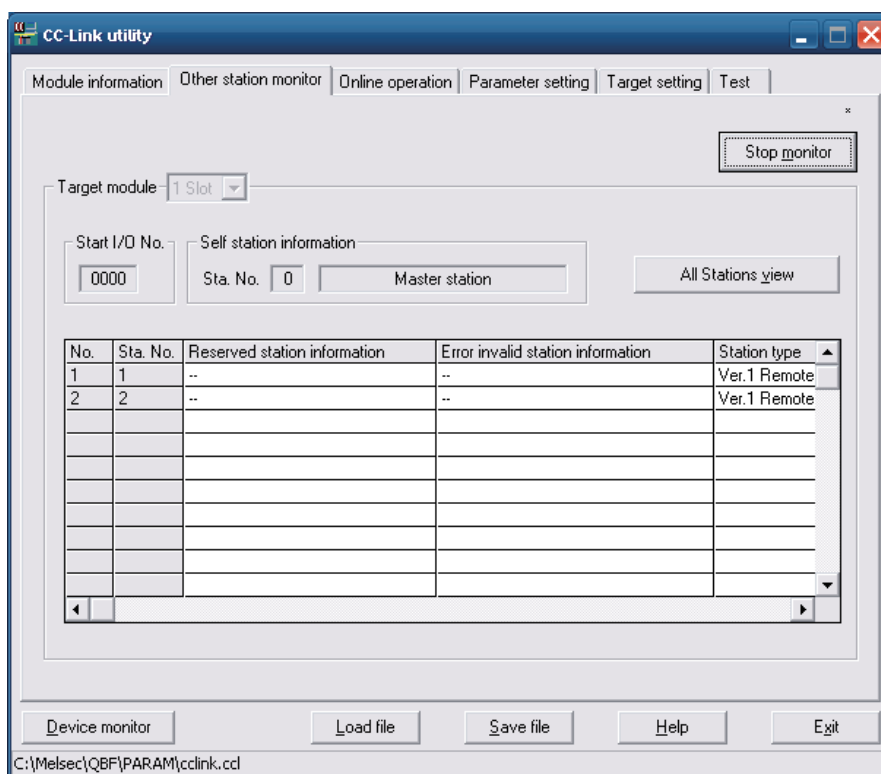 CC-Link utility
Module information Other station monitor Online operation Parameter setting Target setting Test
Stop monitor
Target module 1 Slot
Start I/O No. Self station information
0000 Sta. No. 0 Master station All Stations view
No. Sta. No. Reserved station information Error invalid station information Station type
1 1 -- -- Ver.1 Remote
2 2 -- -- Ver.1 Remote
Device monitor Load file Save file Help Exit
C:\Melsec\QBF\PARAM\cclink.ccl